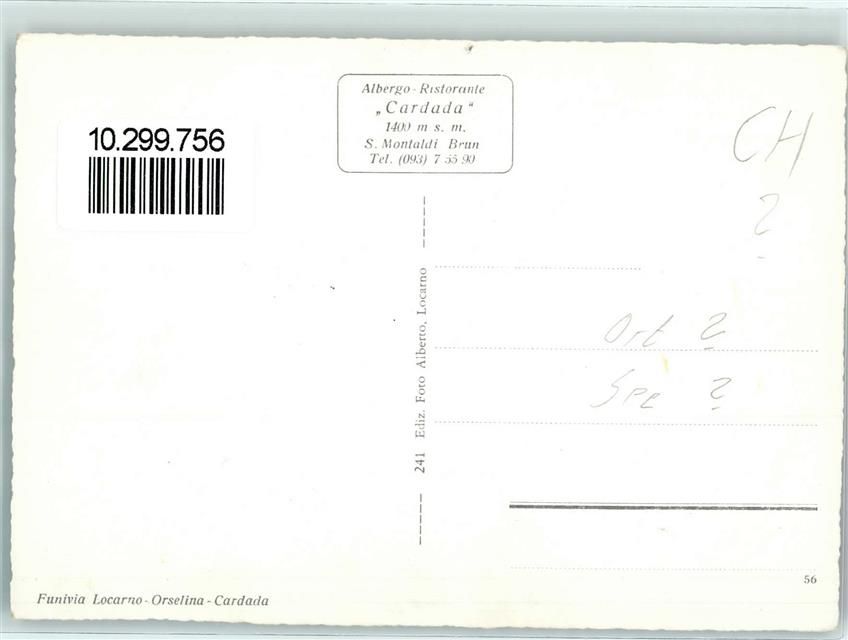 Albergo - Ristorante
„Cardada“
1400 m s. m.
S. Montaldi Brun
Tel. (093) 7 55 90
10.299.756
CH
?
Ort ?
Spe ?
241 Ediz. Foto Alberto, Locarno
56
Funivia Locarno - Orselina - Cardada